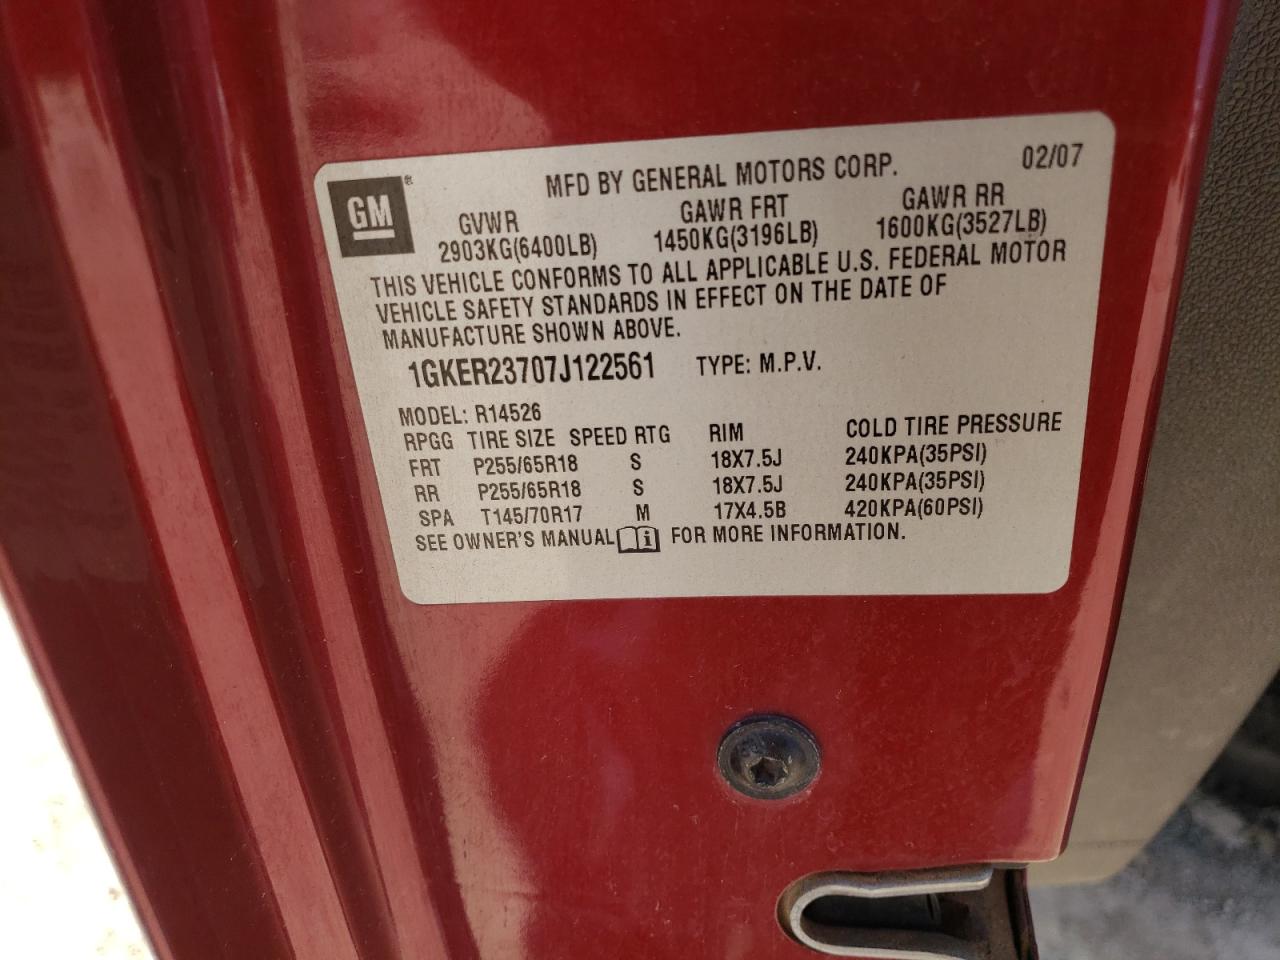 GM ®
MFD BY GENERAL MOTORS CORP. 02/07
GVWR GAWR FRT GAWR RR
2903KG(6400LB) 1450KG(3196LB) 1600KG(3527LB)
THIS VEHICLE CONFORMS TO ALL APPLICABLE U.S. FEDERAL MOTOR
VEHICLE SAFETY STANDARDS IN EFFECT ON THE DATE OF
MANUFACTURE SHOWN ABOVE.
1GKER23707J122561 TYPE: M.P.V.
MODEL: R14526
RPGG TIRE SIZE SPEED RTG RIM COLD TIRE PRESSURE
FRT P255/65R18 S 18X7.5J 240KPA(35PSI)
RR P255/65R18 S 18X7.5J 240KPA(35PSI)
SPA T145/70R17 M 17X4.5B 420KPA(60PSI)
SEE OWNER'S MANUAL i FOR MORE INFORMATION.